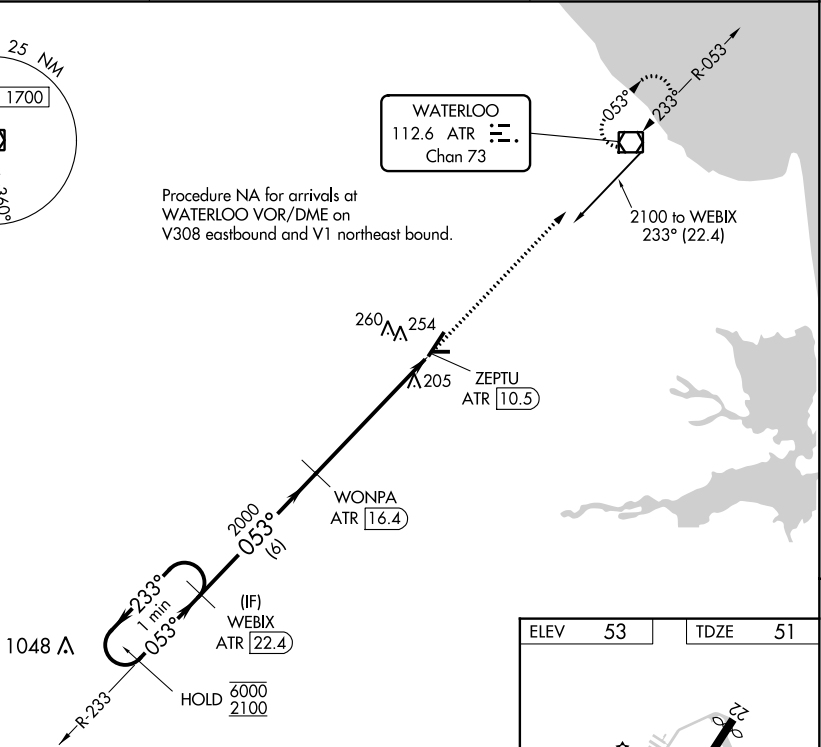 25 NM
1700
360°
R-053
053°
233°
WATERLOO
112.6 ATR
Chan 73
Procedure NA for arrivals at
WATERLOO VOR/DME on
V308 eastbound and V1 northeast bound.
2100 to WEBIX
233° (22.4)
260
254
205
ZEPTU
ATR 10.5
WONPA
ATR 16.4
2000
053°
(6)
233°
1 min
053°
(IF)
WEBIX
ATR 22.4
1048
HOLD 6000
2100
R-233
ELEV 53
TDZE 51
22